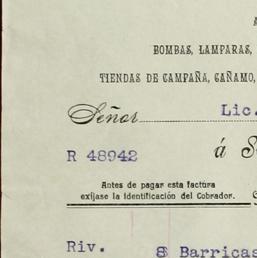 BOMBAS, LAMPARAS,
TIENDAS DE CAMPAÑA, CAÑAMO,
Señor Lic.
R 48942 á S
Antes de pagar esta factura
exíjase la identificación del Cobrador.
Riv. 8 Barricas